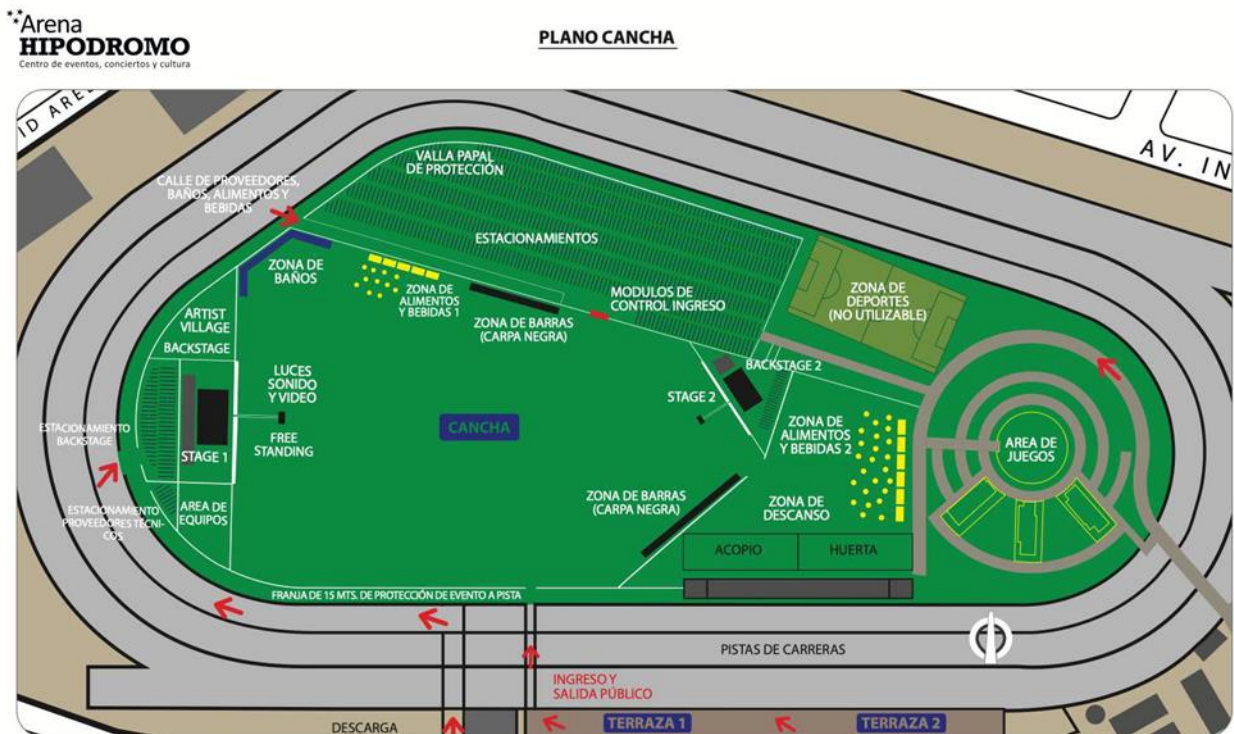 Arena
HIPODROMO
Centro de eventos, conciertos y cultura
PLANO CANCHA
AV. IN
VALLA PAPAL
DE PROTECCIÓN
CALLE DE PROVEEDORES,
BAÑOS, ALIMENTOS Y
BEBIDAS
ESTACIONAMIENTOS
ZONA DE
BAÑOS
ZONA DE
ALIMENTOS
Y BEBIDAS 1
MODULOS DE
CONTROL INGRESO
ZONA DE
DEPORTES
(NO UTILIZABLE)
ARTIST
VILLAGE
ZONA DE BARRAS
(CARPA NEGRA)
BACKSTAGE
BACKSTAGE 2
LUCES
SONIDO
Y VIDEO
STAGE 2
ESTACIONAMIENTO
BACKSTAGE
CANCHA
ZONA DE
ALIMENTOS
Y BEBIDAS 2
AREA DE
JUEGOS
FREE
STANDING
STAGE 1
ZONA DE BARRAS
(CARPA NEGRA)
ZONA DE
DESCANSO
ESTACIONAMIENTO
PROVEEDORES TÉCNI-
COS
AREA DE
EQUIPOS
ACOPIO
HUERTA
FRANJA DE 15 MTS. DE PROTECCIÓN DE EVENTO A PISTA
PISTAS DE CARRERAS
INGRESO Y
SALIDA PÚBLICO
DESCARGA
TERRAZA 1
TERRAZA 2